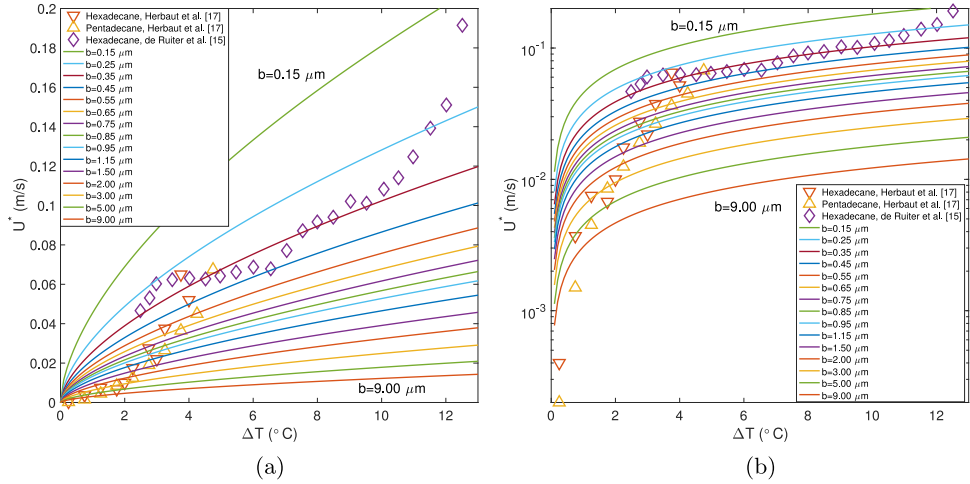 0.2
0.18
0.16
0.14
0.12
0.1
0.08
0.06
0.04
0.02
0
U* (m/s)
Hexadecane, Herbaut et al. [17]
Pentadecane, Herbaut et al. [17]
Hexadecane, de Ruiter et al. [15]
b=0.15 μm
b=0.25 μm
b=0.35 μm
b=0.45 μm
b=0.55 μm
b=0.65 μm
b=0.75 μm
b=0.85 μm
b=0.95 μm
b=1.15 μm
b=1.50 μm
b=2.00 μm
b=3.00 μm
b=5.00 μm
b=9.00 μm
b=0.15 μm
b=9.00 μm
0 2 4 6 8 10 12
ΔT (°C)
(a)
10⁻¹
10⁻²
10⁻³
U* (m/s)
b=0.15 μm
b=9.00 μm
Hexadecane, Herbaut et al. [17]
Pentadecane, Herbaut et al. [17]
Hexadecane, de Ruiter et al. [15]
b=0.15 μm
b=0.25 μm
b=0.35 μm
b=0.45 μm
b=0.55 μm
b=0.65 μm
b=0.75 μm
b=0.85 μm
b=0.95 μm
b=1.15 μm
b=1.50 μm
b=2.00 μm
b=3.00 μm
b=5.00 μm
b=9.00 μm
0 2 4 6 8 10 12
ΔT (°C)
(b)